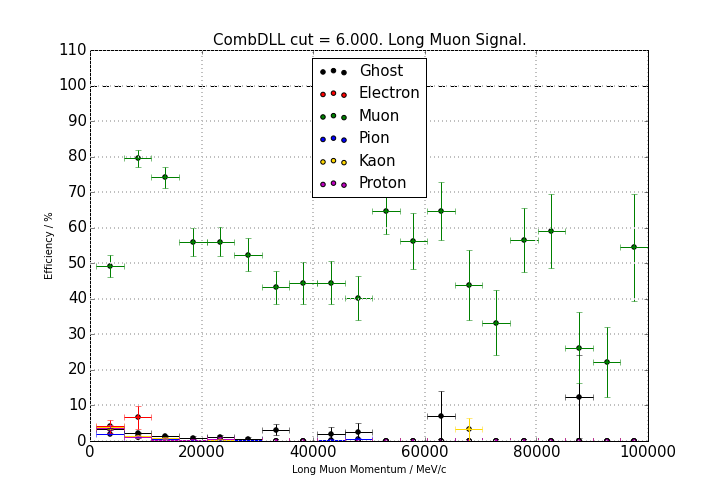 CombDLL cut = 6.000. Long Muon Signal.
110
100
90
80
70
60
50
40
30
20
10
0
Efficiency / %
Ghost
Electron
Muon
Pion
Kaon
Proton
0
20000
40000
60000
80000
100000
Long Muon Momentum / MeV/c